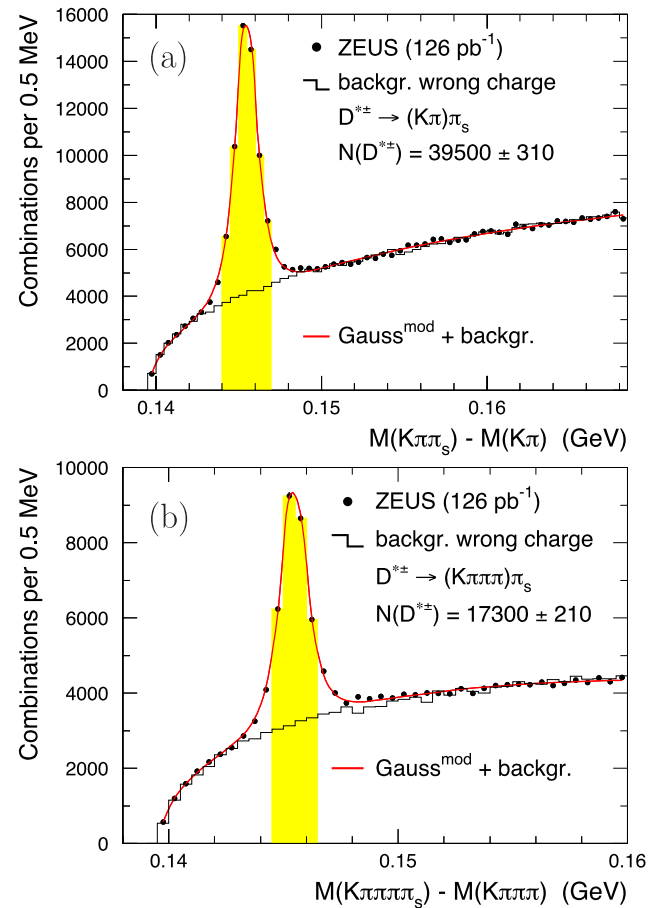 (a)
Combinations per 0.5 MeV
16000
14000
12000
10000
8000
6000
4000
2000
0
ZEUS (126 pb⁻¹)
backgr. wrong charge
D*± → (Kπ)πₛ
N(D*±) = 39500 ± 310
Gaussᵐᵒᵈ + backgr.
0.14 0.15 0.16
M(Kππₛ) - M(Kπ) (GeV)
(b)
Combinations per 0.5 MeV
10000
8000
6000
4000
2000
0
ZEUS (126 pb⁻¹)
backgr. wrong charge
D*± → (Kπππ)πₛ
N(D*±) = 17300 ± 210
Gaussᵐᵒᵈ + backgr.
0.14 0.15 0.16
M(Kππππₛ) - M(Kπππ) (GeV)